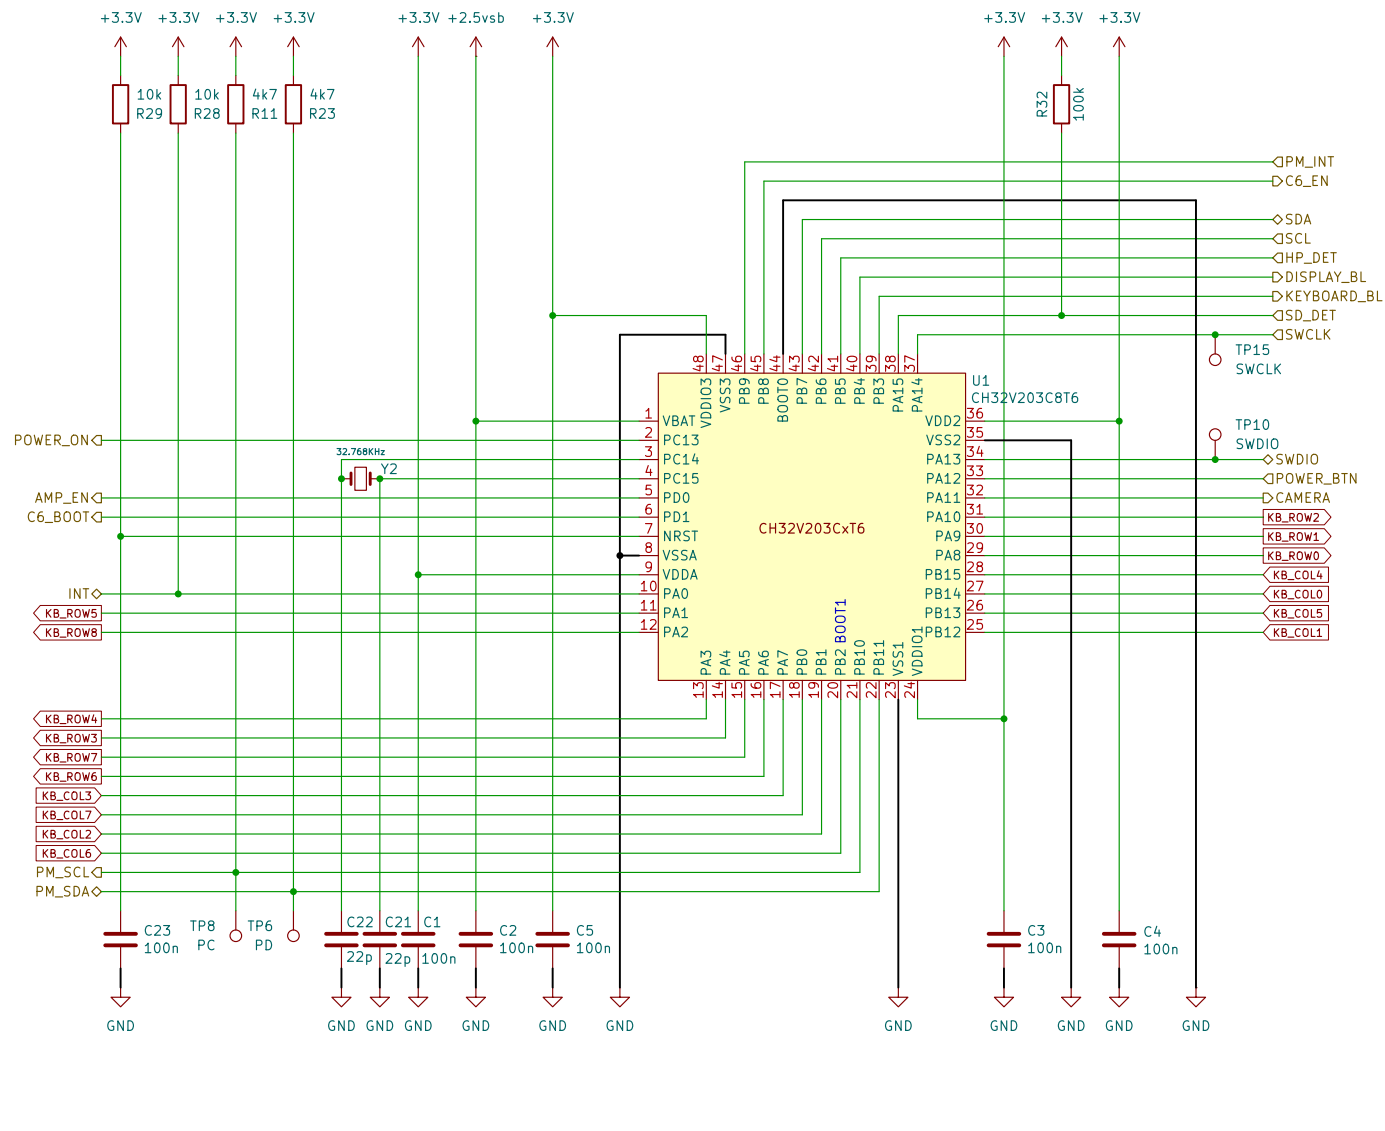 +3.3V +3.3V +3.3V +3.3V +3.3V +2.5vsb +3.3V +3.3V +3.3V +3.3V
10k 10k 4k7 4k7
R29 R28 R11 R23
R32 100k
PM_INT
C6_EN
SDA
SCL
HP_DET
DISPLAY_BL
KEYBOARD_BL
SD_DET
SWCLK
TP15
SWCLK
48 47 46 45 44 43 42 41 40 39 38 37
VDDIO3 VSS3 PB9 PB8 BOOT0 PB7 PB6 PB5 PB4 PB3 PA15 PA14
U1
CH32V203C8T6
1 VBAT VDD2 36
TP10
POWER_ON 2 PC13 VSS2 35
SWDIO
32.768KHz
3 PC14 PA13 34 SWDIO
Y2
4 PC15 PA12 33 POWER_BTN
AMP_EN 5 PD0 PA11 32 CAMERA
C6_BOOT 6 PD1 PA10 31 KB_ROW2
CH32V203CxT6
7 NRST PA9 30 KB_ROW1
8 VSSA PA8 29 KB_ROW0
9 VDDA PB15 28 KB_COL4
INT 10 PA0 PB14 27 KB_COL0
KB_ROW5 11 PA1 PB13 26 KB_COL5
BOOT1
KB_ROW8 12 PA2 PB12 25 KB_COL1
PA3 PA4 PA5 PA6 PA7 PB0 PB1 PB2 PB10 PB11 VSS1 VDDIO1
13 14 15 16 17 18 19 20 21 22 23 24
KB_ROW4
KB_ROW3
KB_ROW7
KB_ROW6
KB_COL3
KB_COL7
KB_COL2
KB_COL6
PM_SCL
PM_SDA
C23 TP8 TP6 C22 C21 C1 C2 C5 C3 C4
100n PC PD 22p 22p 100n 100n 100n 100n 100n
GND GND GND GND GND GND GND GND GND GND GND GND